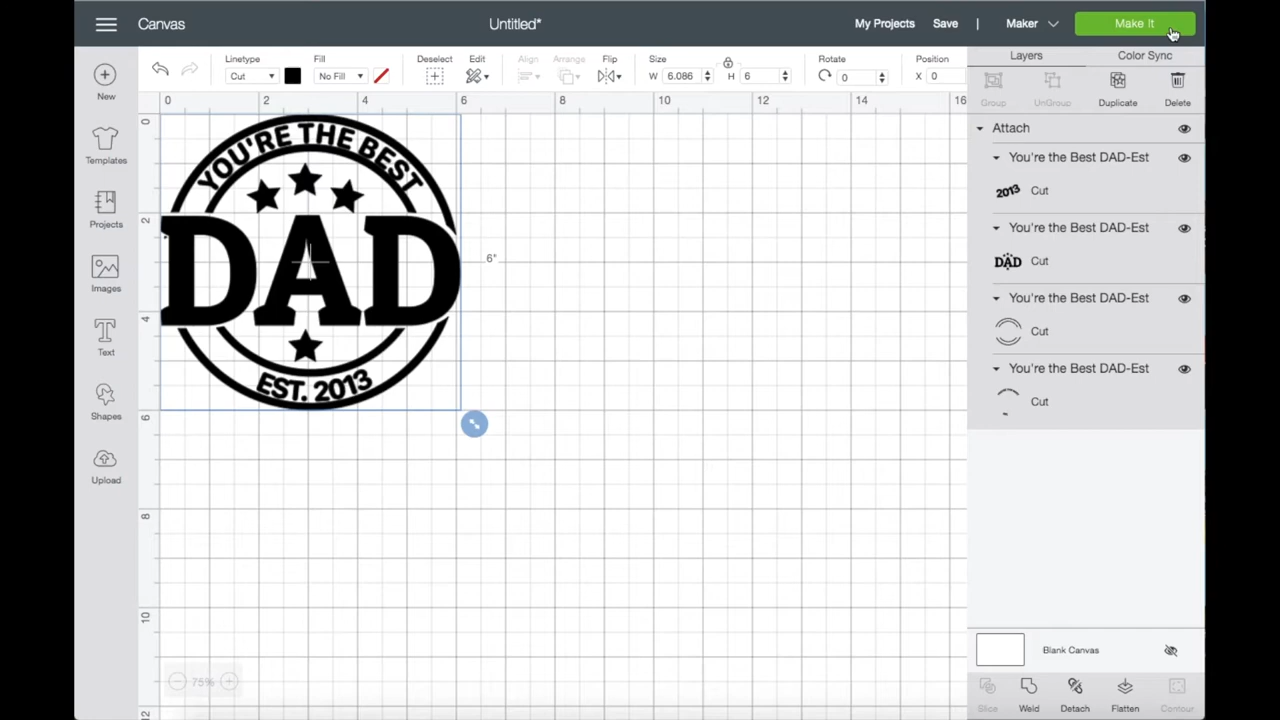 Canvas
Untitled*
My Projects Save | Maker Make It
Linetype Fill Deselect Edit Align Arrange Flip Size Rotate Position
Cut No Fill W 6.086 H 6 0 X 0
Layers Color Sync
Group UnGroup Duplicate Delete
New
Templates
Projects
Images
Text
Shapes
Upload
0 2 4 6 8 10 12 14 16
0
2
4
6
8
10
12
YOU'RE THE BEST
DAD
EST. 2013
6"
75%
Attach
You're the Best DAD-Est
2013 Cut
You're the Best DAD-Est
DAD Cut
You're the Best DAD-Est
Cut
You're the Best DAD-Est
Cut
Blank Canvas
Slice Weld Detach Flatten Contour